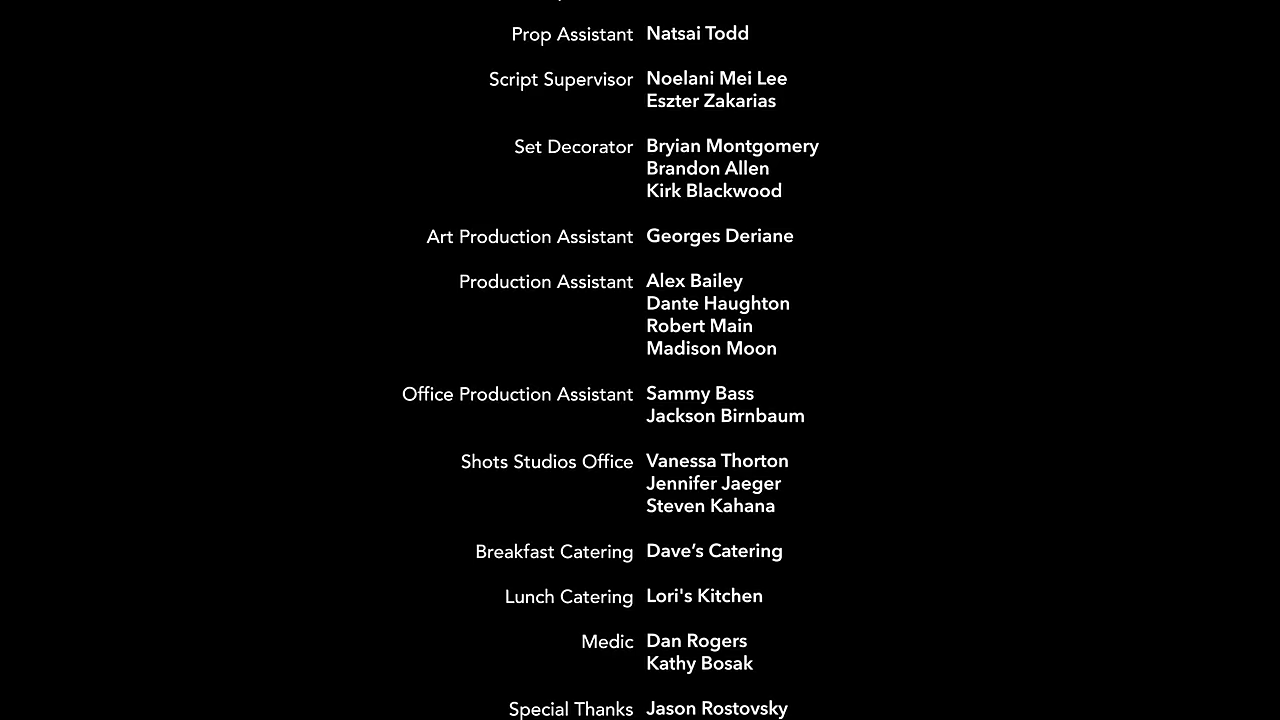 Prop Assistant Natsai Todd
Script Supervisor Noelani Mei Lee
Eszter Zakarias
Set Decorator Bryian Montgomery
Brandon Allen
Kirk Blackwood
Art Production Assistant Georges Deriane
Production Assistant Alex Bailey
Dante Haughton
Robert Main
Madison Moon
Office Production Assistant Sammy Bass
Jackson Birnbaum
Shots Studios Office Vanessa Thorton
Jennifer Jaeger
Steven Kahana
Breakfast Catering Dave’s Catering
Lunch Catering Lori's Kitchen
Medic Dan Rogers
Kathy Bosak
Special Thanks Jason Rostovsky